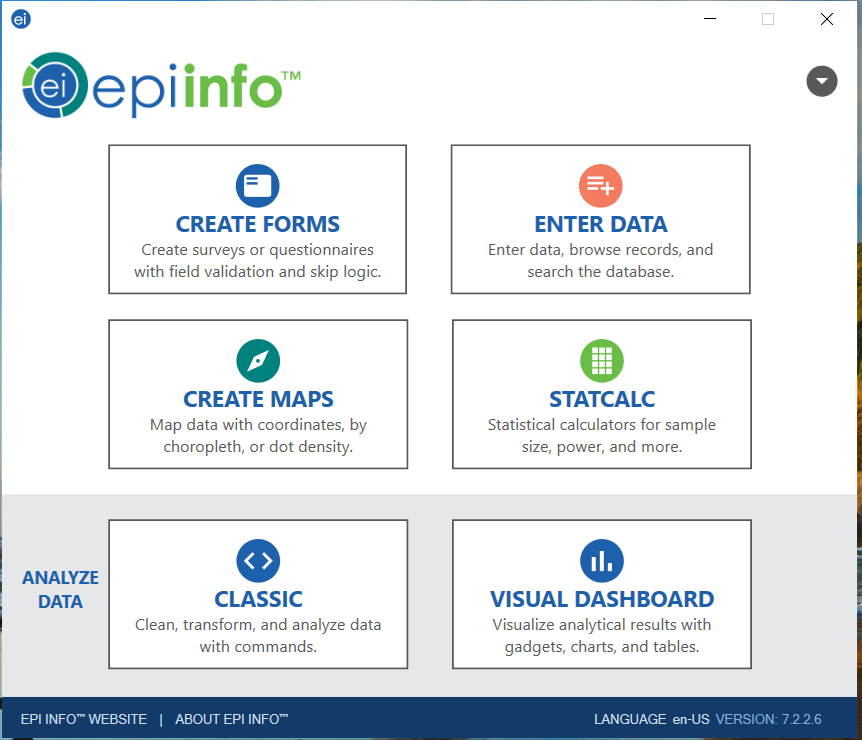 ei
ei epiinfo™
CREATE FORMS
Create surveys or questionnaires
with field validation and skip logic.
ENTER DATA
Enter data, browse records, and
search the database.
CREATE MAPS
Map data with coordinates, by
choropleth, or dot density.
STATCALC
Statistical calculators for sample
size, power, and more.
ANALYZE
DATA
CLASSIC
Clean, transform, and analyze data
with commands.
VISUAL DASHBOARD
Visualize analytical results with
gadgets, charts, and tables.
EPI INFO™ WEBSITE | ABOUT EPI INFO™ LANGUAGE en-US VERSION: 7.2.2.6